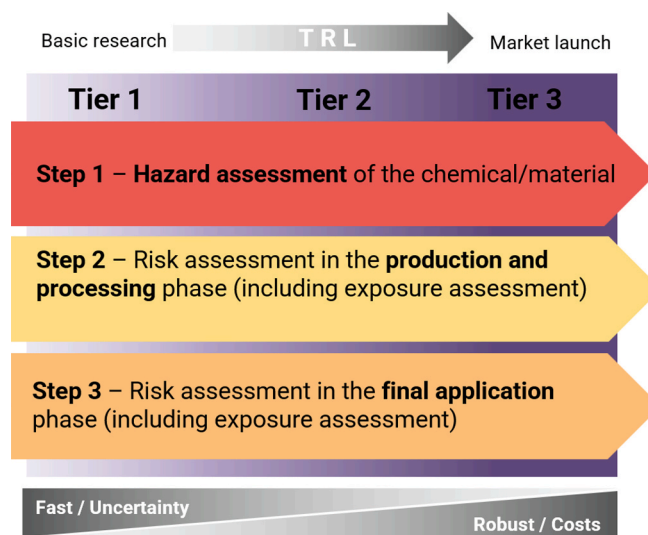 Basic research
T R L
Market launch
Tier 1
Tier 2
Tier 3
Step 1 – Hazard assessment of the chemical/material
Step 2 – Risk assessment in the production and
processing phase (including exposure assessment)
Step 3 – Risk assessment in the final application
phase (including exposure assessment)
Fast / Uncertainty
Robust / Costs